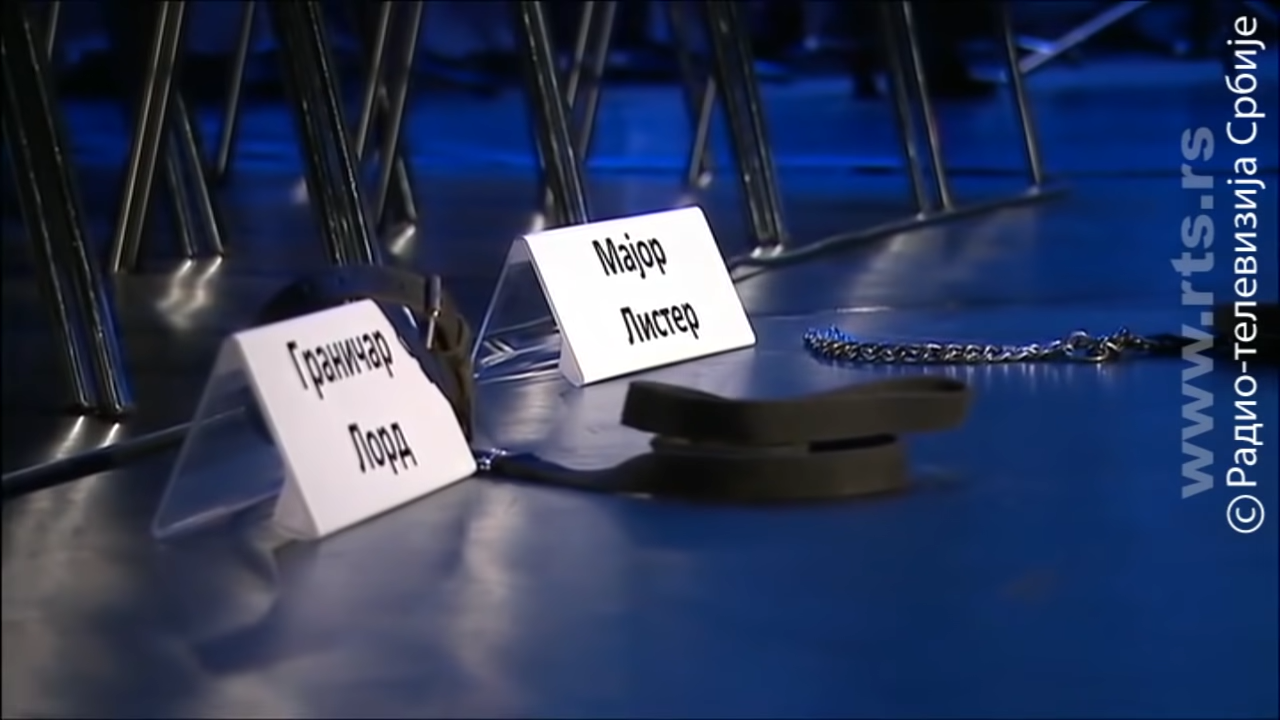 Граничар
Лорд
Мајор
Листер
www.rts.rs
©Радио-телевизија Србије